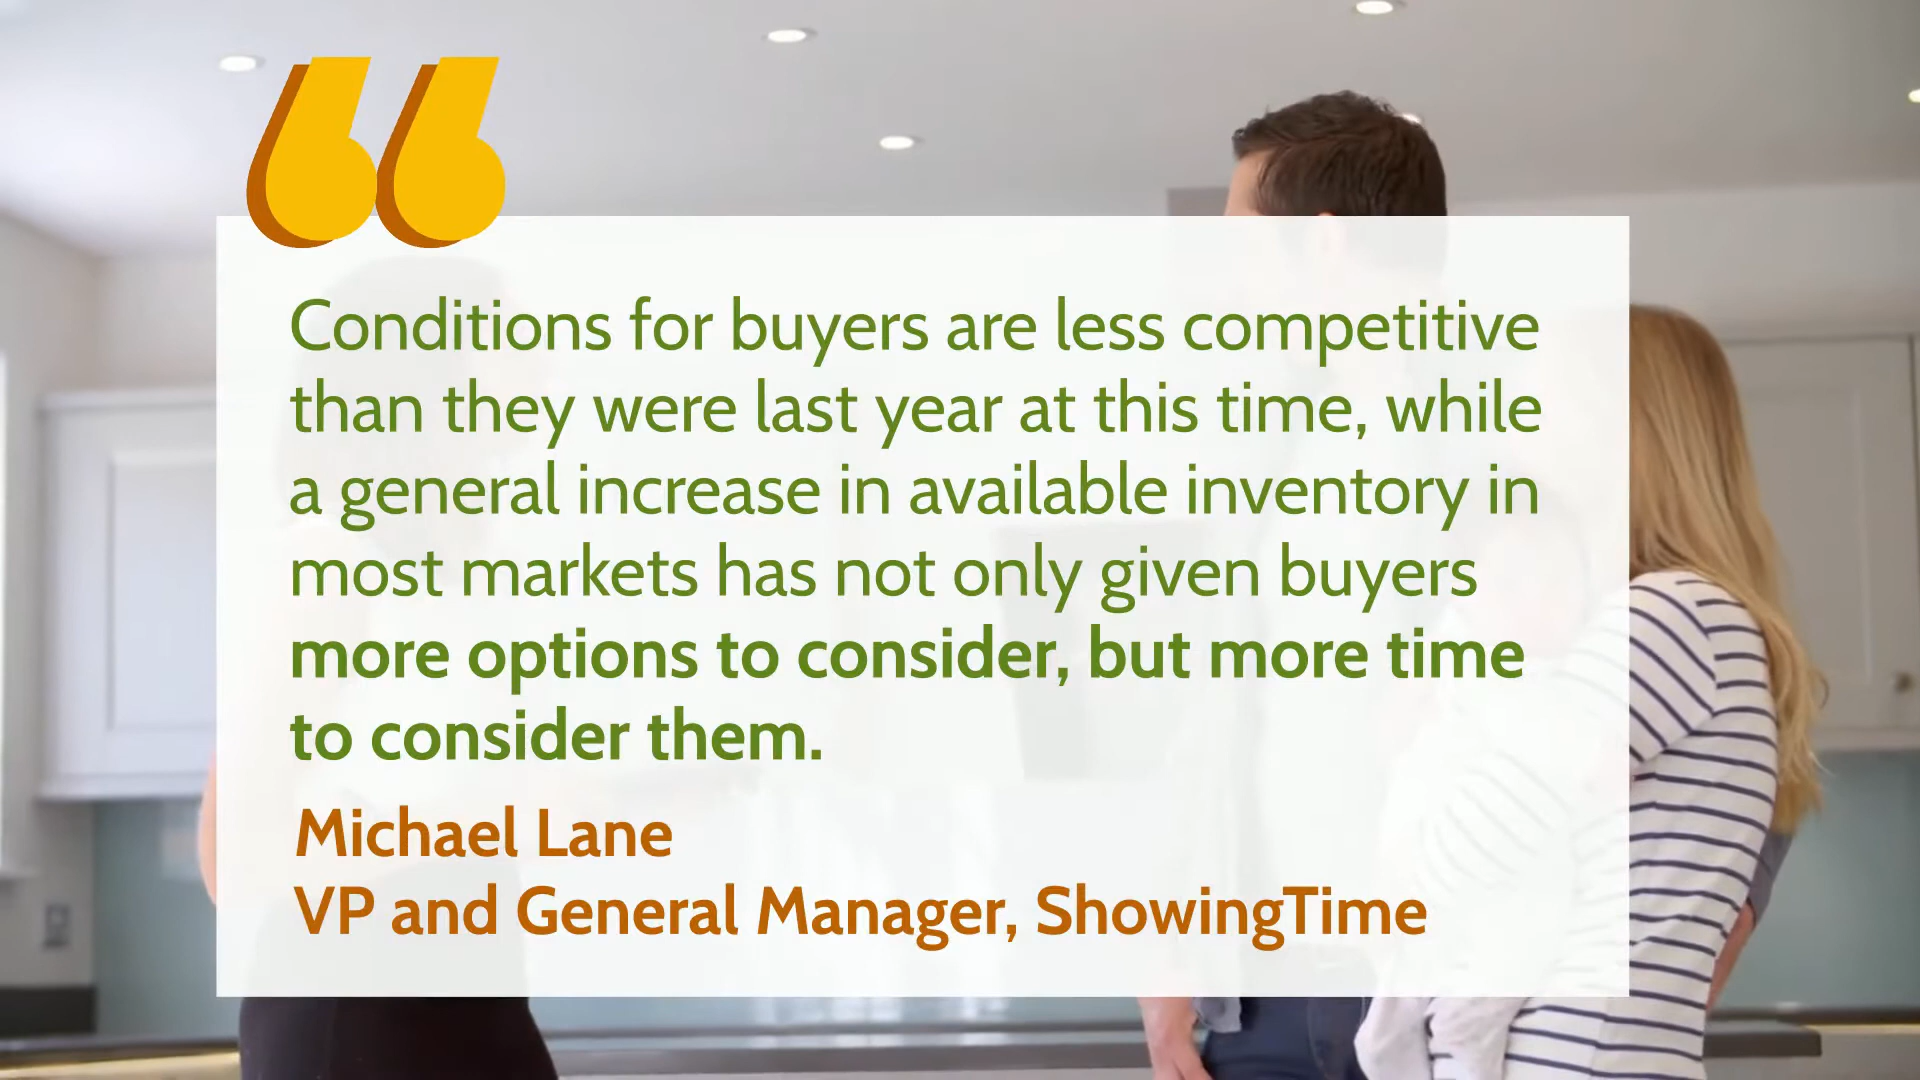 “
Conditions for buyers are less competitive
than they were last year at this time, while
a general increase in available inventory in
most markets has not only given buyers
more options to consider, but more time
to consider them.
Michael Lane
VP and General Manager, ShowingTime